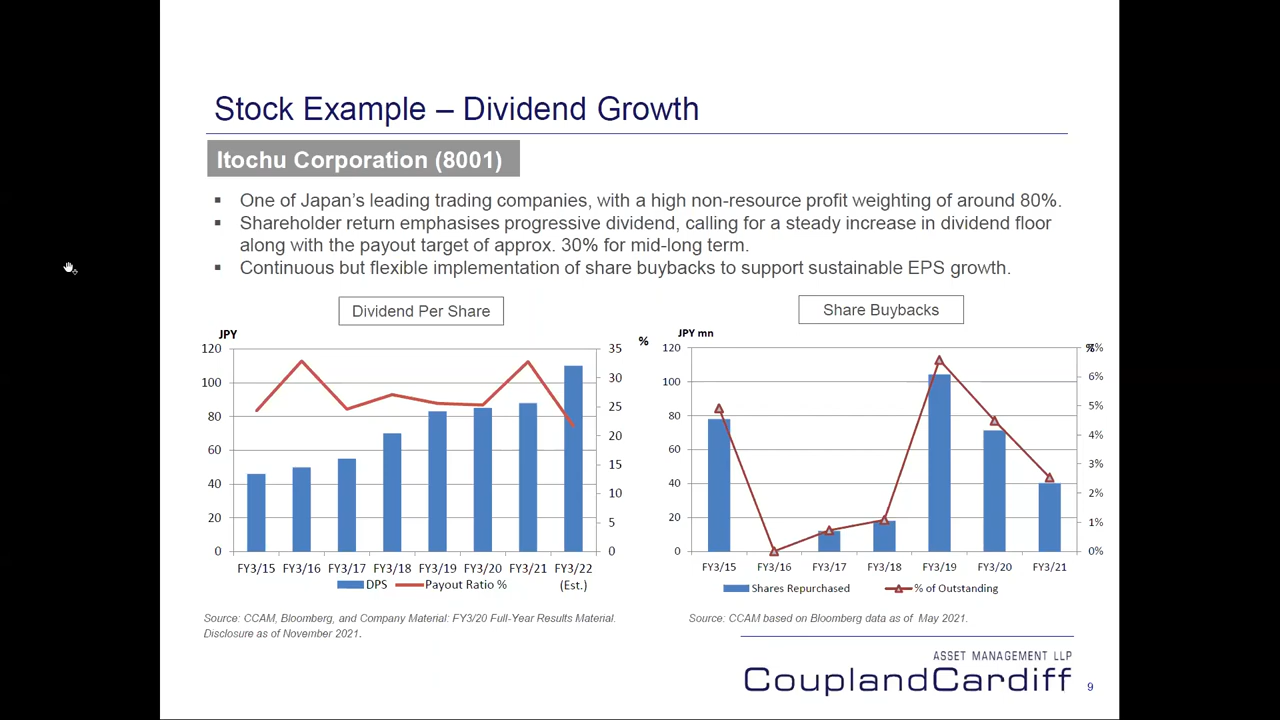 Stock Example – Dividend Growth
Itochu Corporation (8001)
▪ One of Japan's leading trading companies, with a high non-resource profit weighting of around 80%.
▪ Shareholder return emphasises progressive dividend, calling for a steady increase in dividend floor
along with the payout target of approx. 30% for mid-long term.
▪ Continuous but flexible implementation of share buybacks to support sustainable EPS growth.
Dividend Per Share
JPY
%
120
100
80
60
40
20
0
35
30
25
20
15
10
5
0
FY3/15 FY3/16 FY3/17 FY3/18 FY3/19 FY3/20 FY3/21 FY3/22
(Est.)
DPS Payout Ratio %
Source: CCAM, Bloomberg, and Company Material: FY3/20 Full-Year Results Material.
Disclosure as of November 2021.
Share Buybacks
JPY mn
%
120
100
80
60
40
20
0
7%
6%
5%
4%
3%
2%
1%
0%
FY3/15 FY3/16 FY3/17 FY3/18 FY3/19 FY3/20 FY3/21
Shares Repurchased % of Outstanding
Source: CCAM based on Bloomberg data as of May 2021.
ASSET MANAGEMENT LLP
CouplandCardiff
9